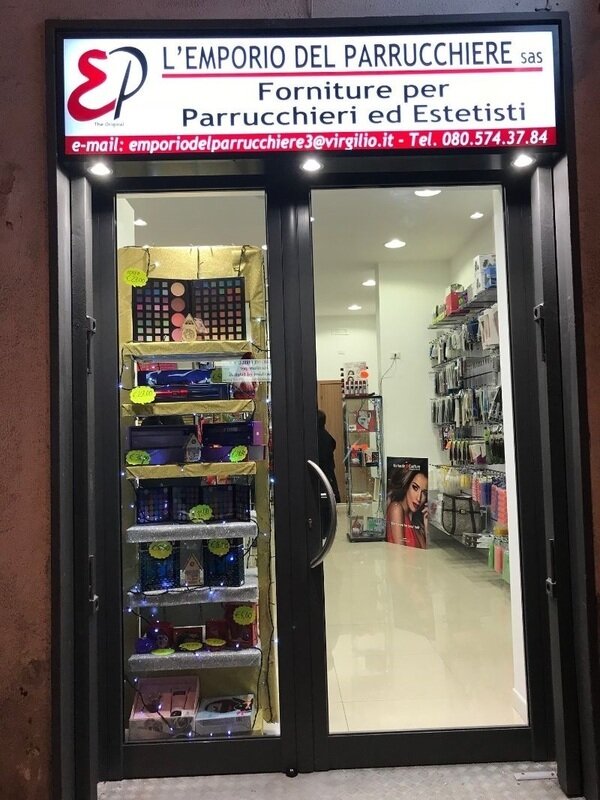 EP
The Original
L'EMPORIO DEL PARRUCCHIERE sas
Forniture per
Parrucchieri ed Estetisti
e-mail: emporiodelparrucchiere3@virgilio.it - Tel. 080.574.37.84